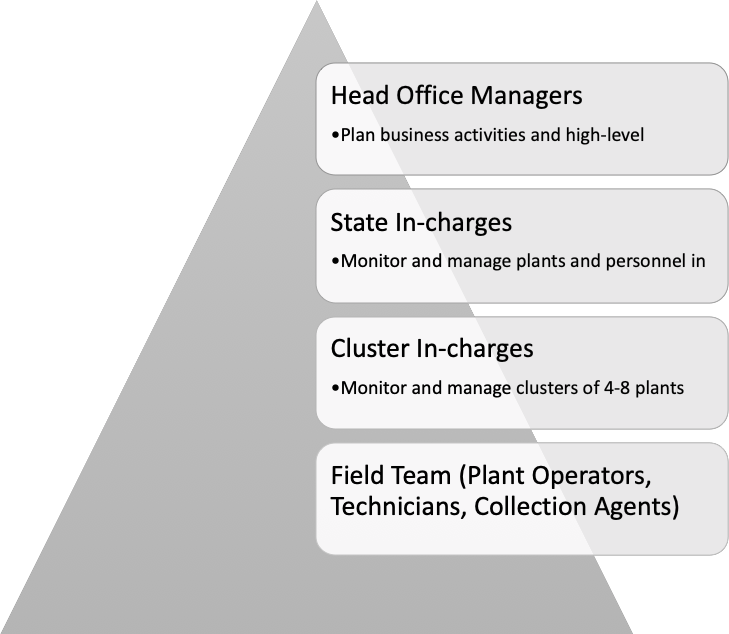 Head Office Managers
•Plan business activities and high-level
State In-charges
•Monitor and manage plants and personnel in
Cluster In-charges
•Monitor and manage clusters of 4-8 plants
Field Team (Plant Operators,
Technicians, Collection Agents)